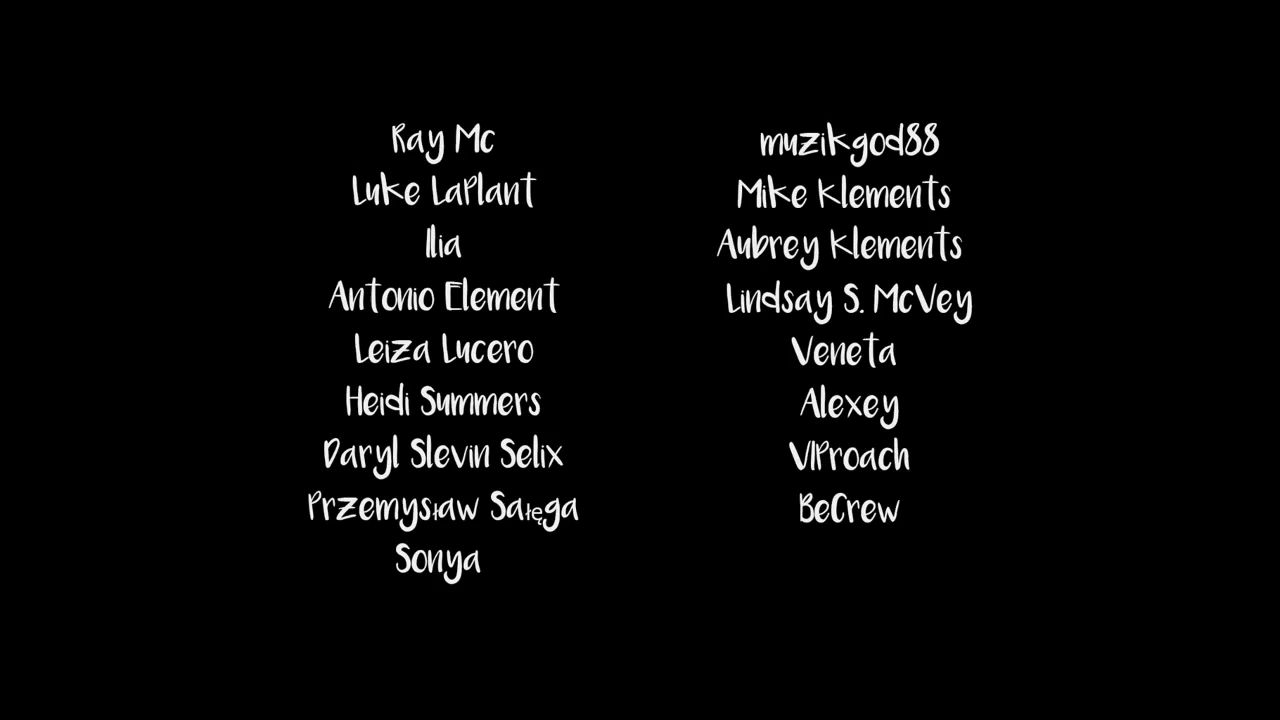 Ray Mc
Luke LaPlant
Ilia
Antonio Element
Leiza Lucero
Heidi Summers
Daryl Slevin Selix
Przemysław Sałęga
Sonya
muzikgod88
Mike Klements
Aubrey Klements
Lindsay S. McVey
Veneta
Alexey
VIProach
BeCrew